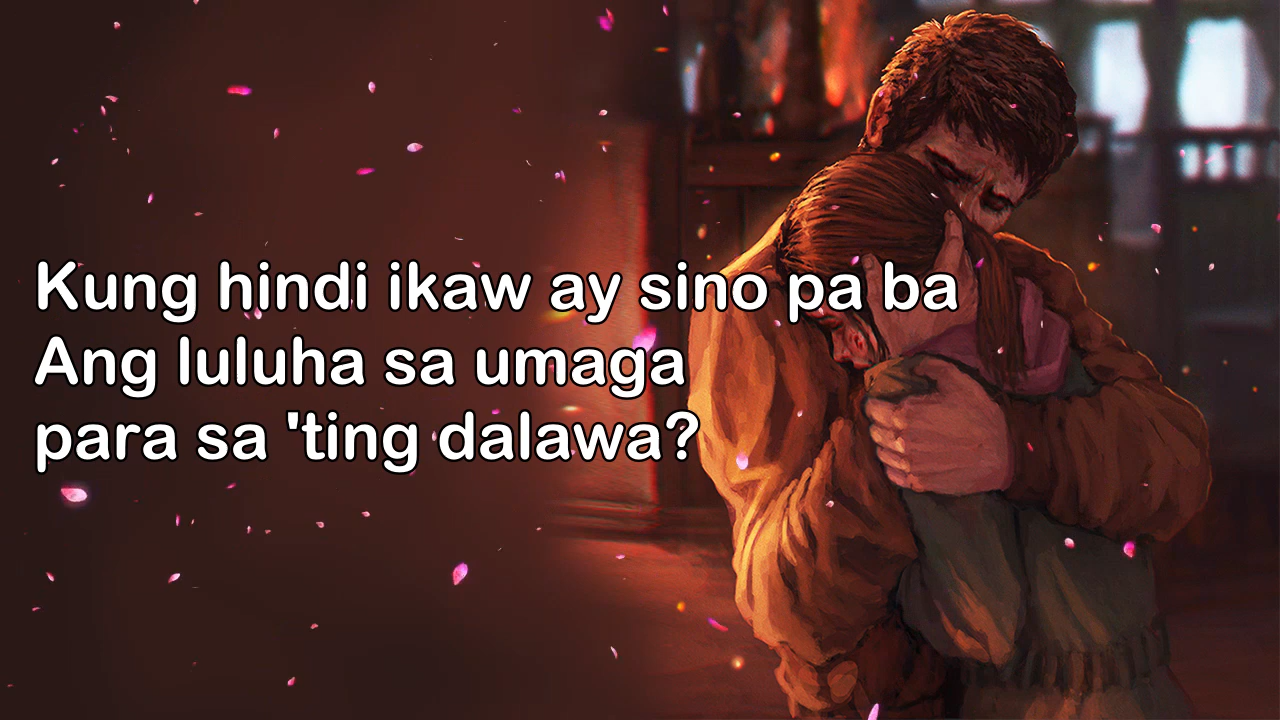 Kung hindi ikaw ay sino pa ba
Ang luluha sa umaga
para sa 'ting dalawa?